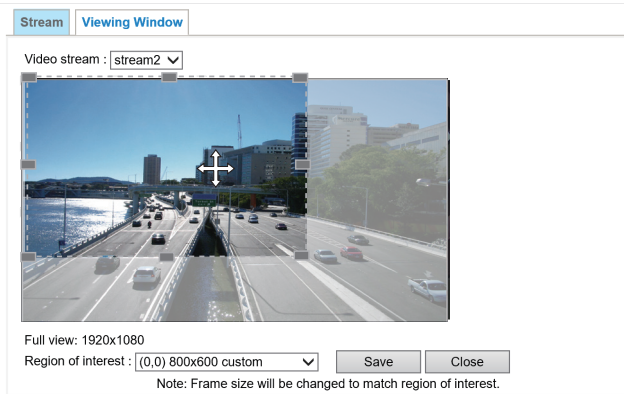 Stream Viewing Window
Video stream : stream2
Full view: 1920x1080
Region of interest : (0,0) 800x600 custom Save Close
Note: Frame size will be changed to match region of interest.